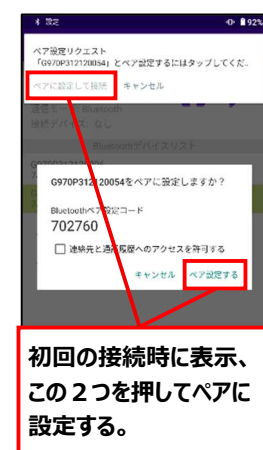 設定
92%
ペア設定リクエスト
「G970P312120054」とペア設定するにはタップしてくだ..
ペアに設定して接続 キャンセル
通信モード: Bluetooth
接続デバイス: なし
Bluetoothデバイスリスト
G970P312120054をペアに設定しますか?
Bluetoothペア設定コード
702760
連絡先と通話履歴へのアクセスを許可する
キャンセル ペア設定する
初回の接続時に表示、
この2つを押してペアに
設定する。